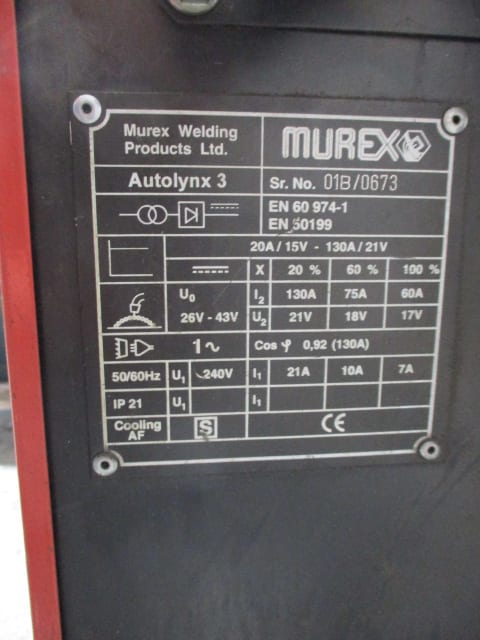 Murex Welding
Products Ltd.
MUREX
Autolynx 3
Sr. No. 01B/0673
EN 60 974-1
EN 50199
20A / 15V - 130A / 21V
X 20 % 60 % 100 %
U0 I2 130A 75A 60A
26V - 43V U2 21V 18V 17V
1~ Cos φ 0,92 (130A)
50/60Hz U1 240V I1 21A 10A 7A
IP 21 U1 I1
Cooling
AF
S
CE